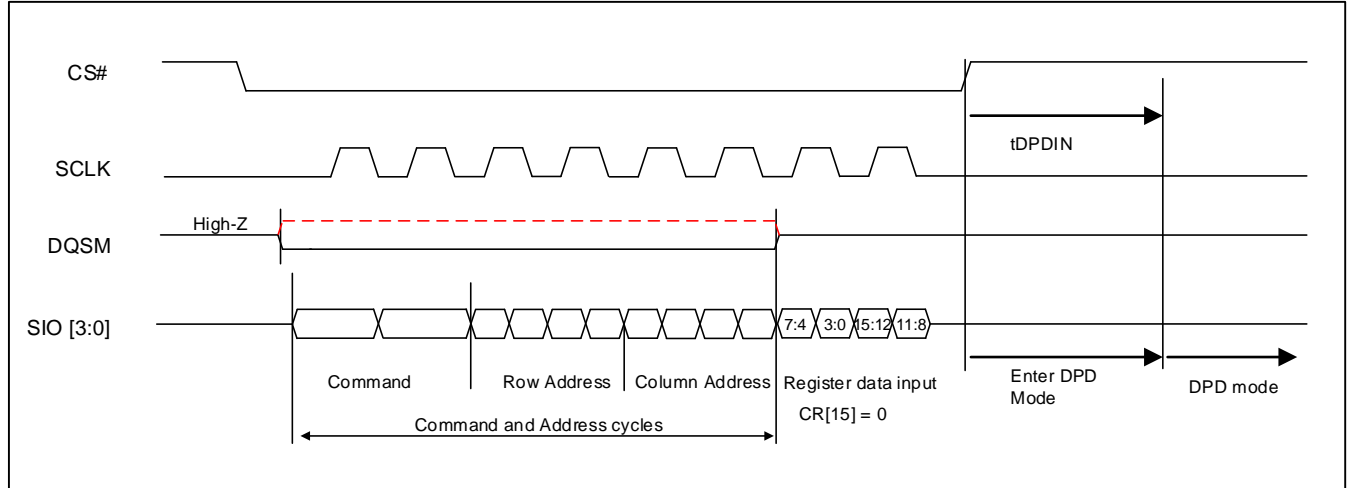 CS#
tDPDIN
SCLK
High-Z
DQSM
SIO [3:0]
7:4 3:0 15:12 11:8
Command Row Address Column Address Register data input
CR[15] = 0
Enter DPD
Mode
DPD mode
Command and Address cycles